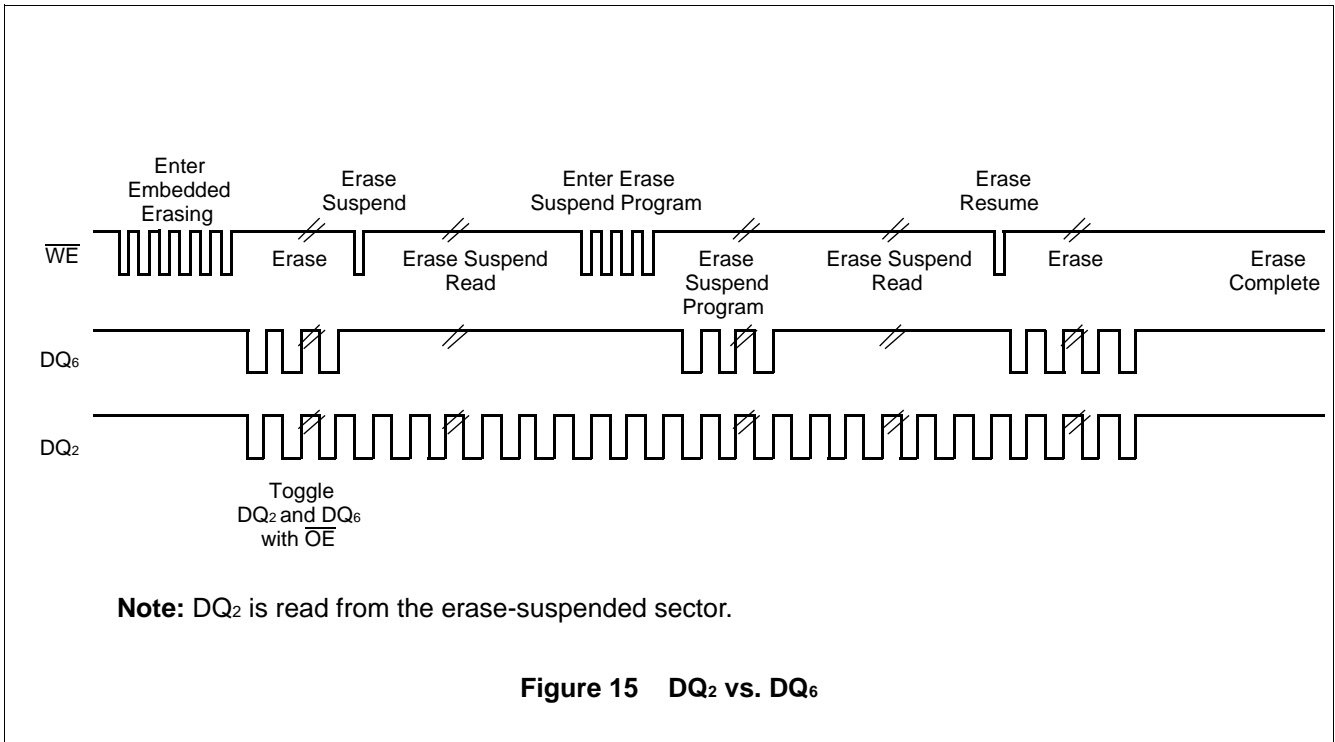 Enter
Embedded
Erasing
Erase
Suspend
Enter Erase
Suspend Program
Erase
Resume
WE
Erase
Erase Suspend
Read
Erase
Suspend
Program
Erase Suspend
Read
Erase
Erase
Complete
DQ6
DQ2
Toggle
DQ2 and DQ6
with OE
Note: DQ2 is read from the erase-suspended sector.
Figure 15 DQ2 vs. DQ6